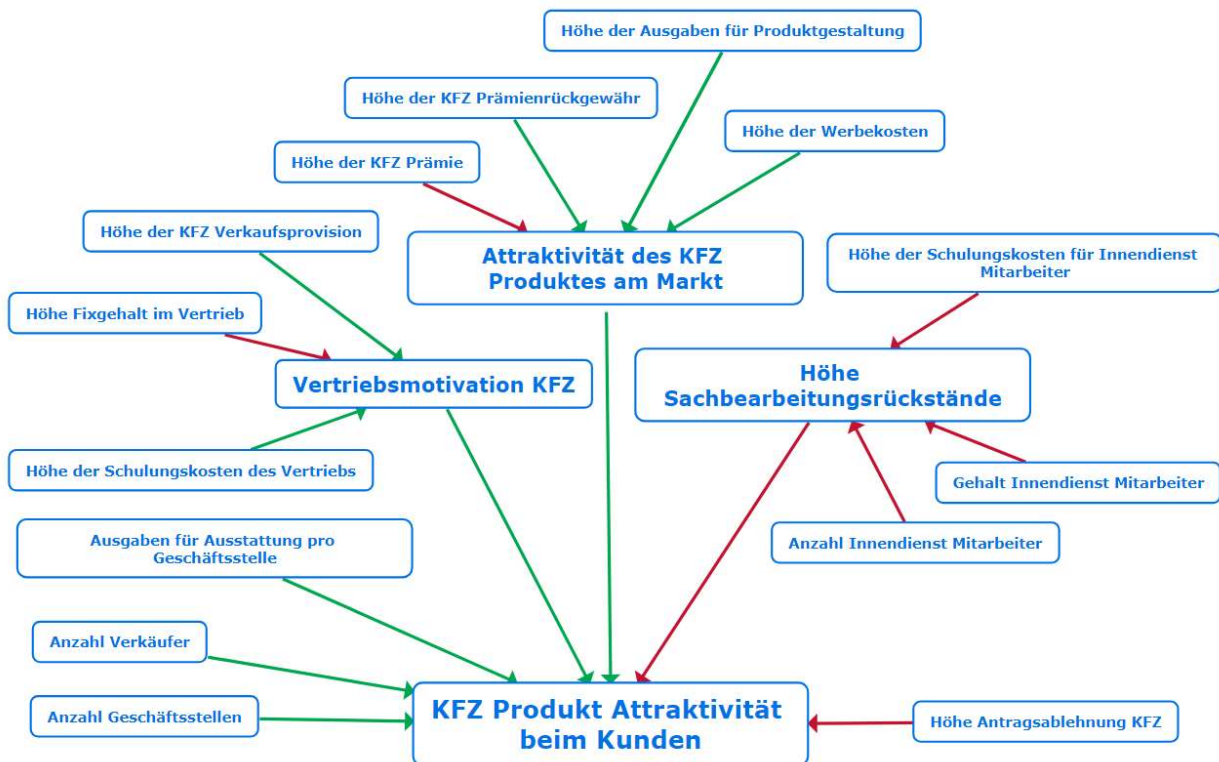 Höhe der Ausgaben für Produktgestaltung
Höhe der KFZ Prämienrückgewähr
Höhe der Werbekosten
Höhe der KFZ Prämie
Höhe der KFZ Verkaufsprovision
Attraktivität des KFZ
Produktes am Markt
Höhe der Schulungskosten für Innendienst
Mitarbeiter
Höhe Fixgehalt im Vertrieb
Vertriebsmotivation KFZ
Höhe
Sachbearbeitungsrückstände
Höhe der Schulungskosten des Vertriebs
Gehalt Innendienst Mitarbeiter
Ausgaben für Ausstattung pro
Geschäftsstelle
Anzahl Innendienst Mitarbeiter
Anzahl Verkäufer
Anzahl Geschäftsstellen
KFZ Produkt Attraktivität
beim Kunden
Höhe Antragsablehnung KFZ